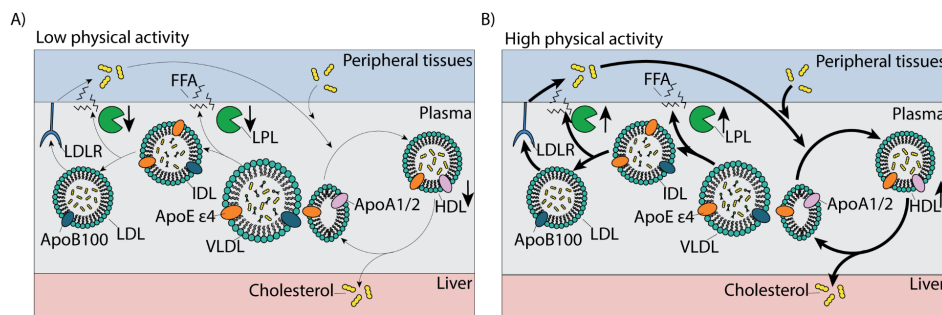 A)
Low physical activity
Peripheral tissues
FFA
Plasma
LDLR
LPL
IDL
HDL
ApoE ε4
ApoA1/2
ApoB100
LDL
VLDL
Cholesterol
Liver
B)
High physical activity
Peripheral tissues
FFA
Plasma
LDLR
LPL
IDL
HDL
ApoE ε4
ApoA1/2
ApoB100
LDL
VLDL
Cholesterol
Liver